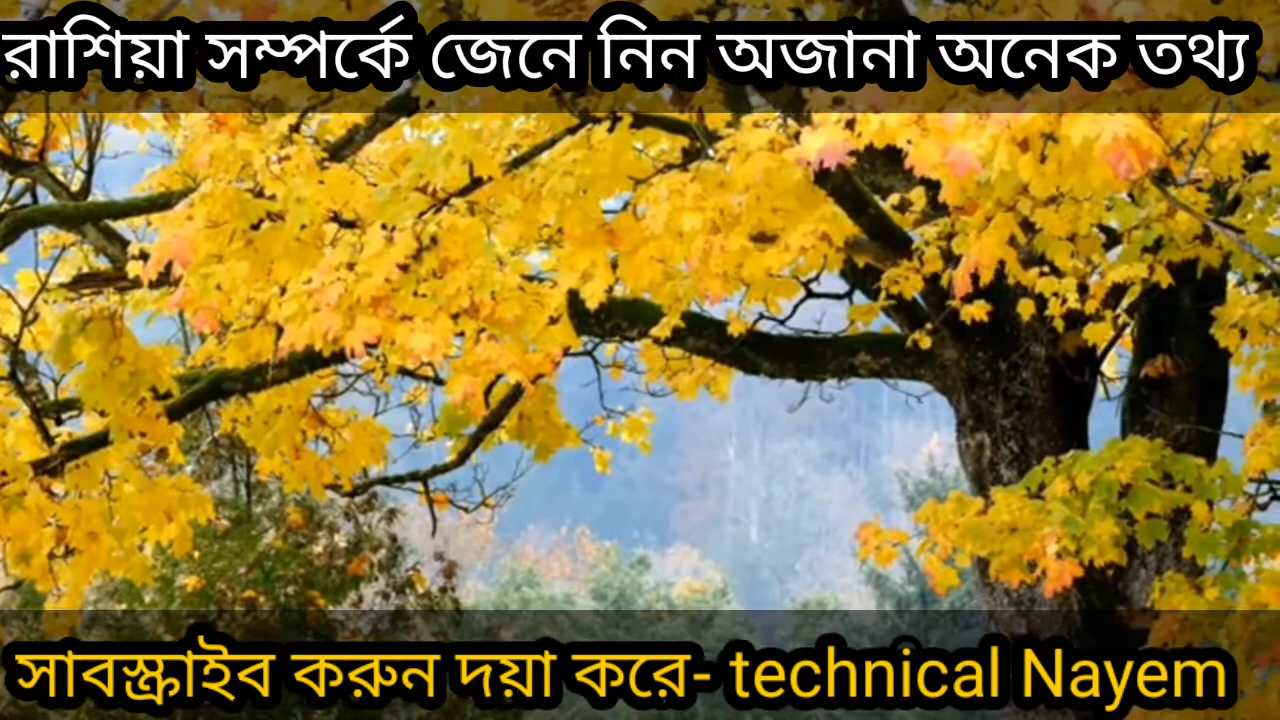 রাশিয়া সম্পর্কে জেনে নিন অজানা অনেক তথ্য
সাবস্ক্রাইব করুন দয়া করে- technical Nayem